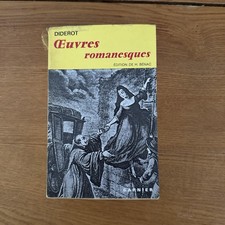 DIDEROT
Œuvres
romanesques
ÉDITION DE H. BÉNAC
GARNIER